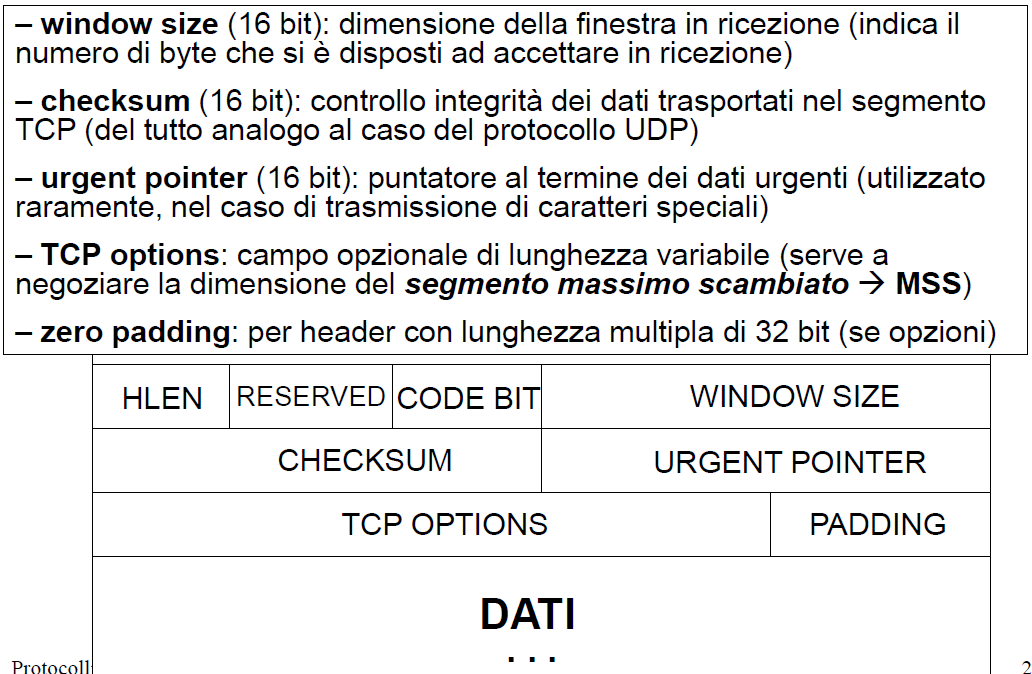 – window size (16 bit): dimensione della finestra in ricezione (indica il
numero di byte che si è disposti ad accettare in ricezione)
– checksum (16 bit): controllo integrità dei dati trasportati nel segmento
TCP (del tutto analogo al caso del protocollo UDP)
– urgent pointer (16 bit): puntatore al termine dei dati urgenti (utilizzato
raramente, nel caso di trasmissione di caratteri speciali)
– TCP options: campo opzionale di lunghezza variabile (serve a
negoziare la dimensione del segmento massimo scambiato → MSS)
– zero padding: per header con lunghezza multipla di 32 bit (se opzioni)
HLEN RESERVED CODE BIT WINDOW SIZE
CHECKSUM URGENT POINTER
TCP OPTIONS PADDING
DATI
. . .
Protocolli 2